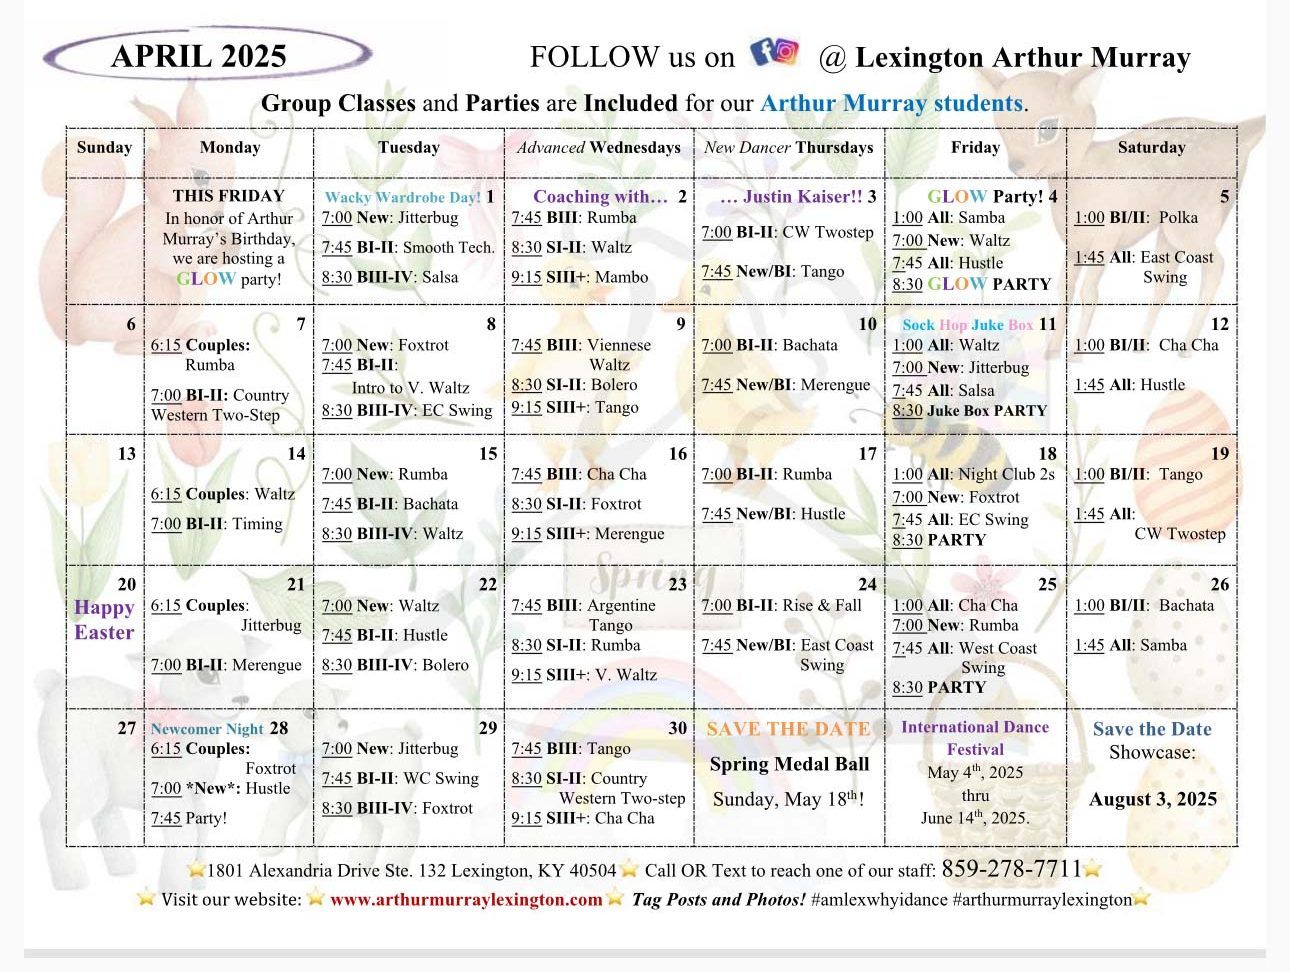 APRIL 2025
FOLLOW us on @ Lexington Arthur Murray
Group Classes and Parties are Included for our Arthur Murray students.
Sunday Monday Tuesday Advanced Wednesdays New Dancer Thursdays Friday Saturday
THIS FRIDAY
In honor of Arthur
Murray's Birthday,
we are hosting a
GLOW party!
Wacky Wardrobe Day! 1
7:00 New: Jitterbug
7:45 BI-II: Smooth Tech.
8:30 BIII-IV: Salsa
Coaching with… 2
7:45 BIII: Rumba
8:30 SI-II: Waltz
9:15 SIII+: Mambo
… Justin Kaiser!! 3
7:00 BI-II: CW Twostep
7:45 New/BI: Tango
GLOW Party! 4
1:00 All: Samba
7:00 New: Waltz
7:45 All: Hustle
8:30 GLOW PARTY
5
1:00 BI/II: Polka
1:45 All: East Coast
Swing
6
7
6:15 Couples:
Rumba
7:00 BI-II: Country
Western Two-Step
8
7:00 New: Foxtrot
7:45 BI-II:
Intro to V. Waltz
8:30 BIII-IV: EC Swing
9
7:45 BIII: Viennese
Waltz
8:30 SI-II: Bolero
9:15 SIII+: Tango
10
7:00 BI-II: Bachata
7:45 New/BI: Merengue
Sock Hop Juke Box 11
1:00 All: Waltz
7:00 New: Jitterbug
7:45 All: Salsa
8:30 Juke Box PARTY
12
1:00 BI/II: Cha Cha
1:45 All: Hustle
13
14
6:15 Couples: Waltz
7:00 BI-II: Timing
15
7:00 New: Rumba
7:45 BI-II: Bachata
8:30 BIII-IV: Waltz
16
7:45 BIII: Cha Cha
8:30 SI-II: Foxtrot
9:15 SIII+: Merengue
17
7:00 BI-II: Rumba
7:45 New/BI: Hustle
18
1:00 All: Night Club 2s
7:00 New: Foxtrot
7:45 All: EC Swing
8:30 PARTY
19
1:00 BI/II: Tango
1:45 All:
CW Twostep
Spring
20
Happy
Easter
21
6:15 Couples:
Jitterbug
7:00 BI-II: Merengue
22
7:00 New: Waltz
7:45 BI-II: Hustle
8:30 BIII-IV: Bolero
23
7:45 BIII: Argentine
Tango
8:30 SI-II: Rumba
9:15 SIII+: V. Waltz
24
7:00 BI-II: Rise & Fall
7:45 New/BI: East Coast
Swing
25
1:00 All: Cha Cha
7:00 New: Rumba
7:45 All: West Coast
Swing
8:30 PARTY
26
1:00 BI/II: Bachata
1:45 All: Samba
27
Newcomer Night 28
6:15 Couples:
Foxtrot
7:00 *New*: Hustle
7:45 Party!
29
7:00 New: Jitterbug
7:45 BI-II: WC Swing
8:30 BIII-IV: Foxtrot
30
7:45 BIII: Tango
8:30 SI-II: Country
Western Two-step
9:15 SIII+: Cha Cha
SAVE THE DATE
Spring Medal Ball
Sunday, May 18th!
International Dance
Festival
May 4th, 2025
thru
June 14th, 2025.
Save the Date
Showcase:
August 3, 2025
1801 Alexandria Drive Ste. 132 Lexington, KY 40504 Call OR Text to reach one of our staff: 859-278-7711
Visit our website: www.arthurmurraylexington.com Tag Posts and Photos! #amlexwhyidance #arthurmurraylexington